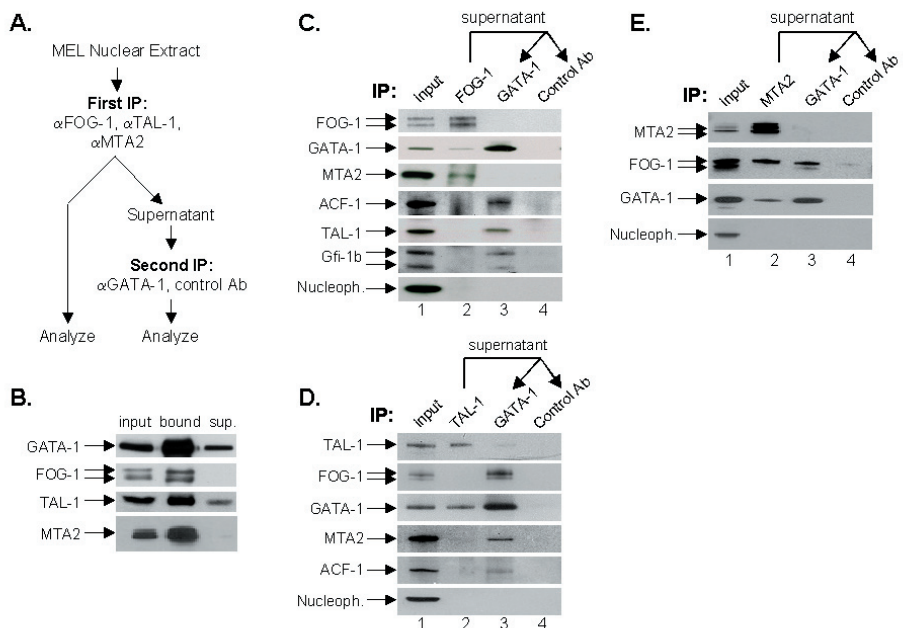 A.
MEL Nuclear Extract
First IP:
αFOG-1, αTAL-1,
αMTA2
Supernatant
Second IP:
αGATA-1, control Ab
Analyze
Analyze
B.
input bound sup.
GATA-1
FOG-1
TAL-1
MTA2
C.
supernatant
IP: input FOG-1 GATA-1 Control Ab
FOG-1
GATA-1
MTA2
ACF-1
TAL-1
Gfi-1b
Nucleoph.
1 2 3 4
D.
supernatant
IP: input TAL-1 GATA-1 Control Ab
TAL-1
FOG-1
GATA-1
MTA2
ACF-1
Nucleoph.
1 2 3 4
E.
supernatant
IP: input MTA2 GATA-1 Control Ab
MTA2
FOG-1
GATA-1
Nucleoph.
1 2 3 4